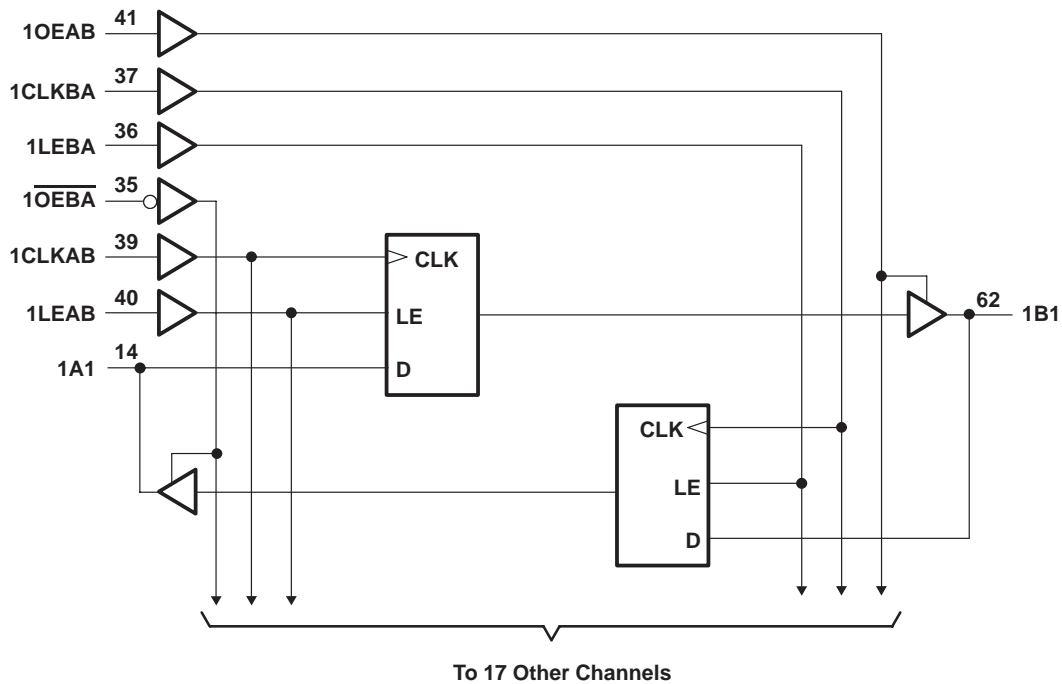 1OEAB 41
1CLKBA 37
1LEBA 36
1O̅E̅B̅A̅ 35
1CLKAB 39
1LEAB 40
1A1 14
CLK
LE
D
62 1B1
CLK
LE
D
To 17 Other Channels